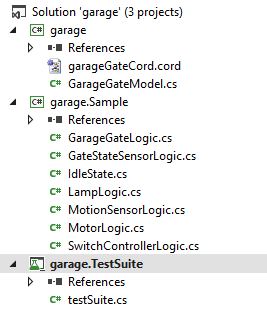 Solution 'garage' (3 projects)
C# garage
References
garageGateCord.cord
C# GarageGateModel.cs
C# garage.Sample
References
C# GarageGateLogic.cs
C# GateStateSensorLogic.cs
C# IdleState.cs
C# LampLogic.cs
C# MotionSensorLogic.cs
C# MotorLogic.cs
C# SwitchControllerLogic.cs
garage.TestSuite
References
C# testSuite.cs